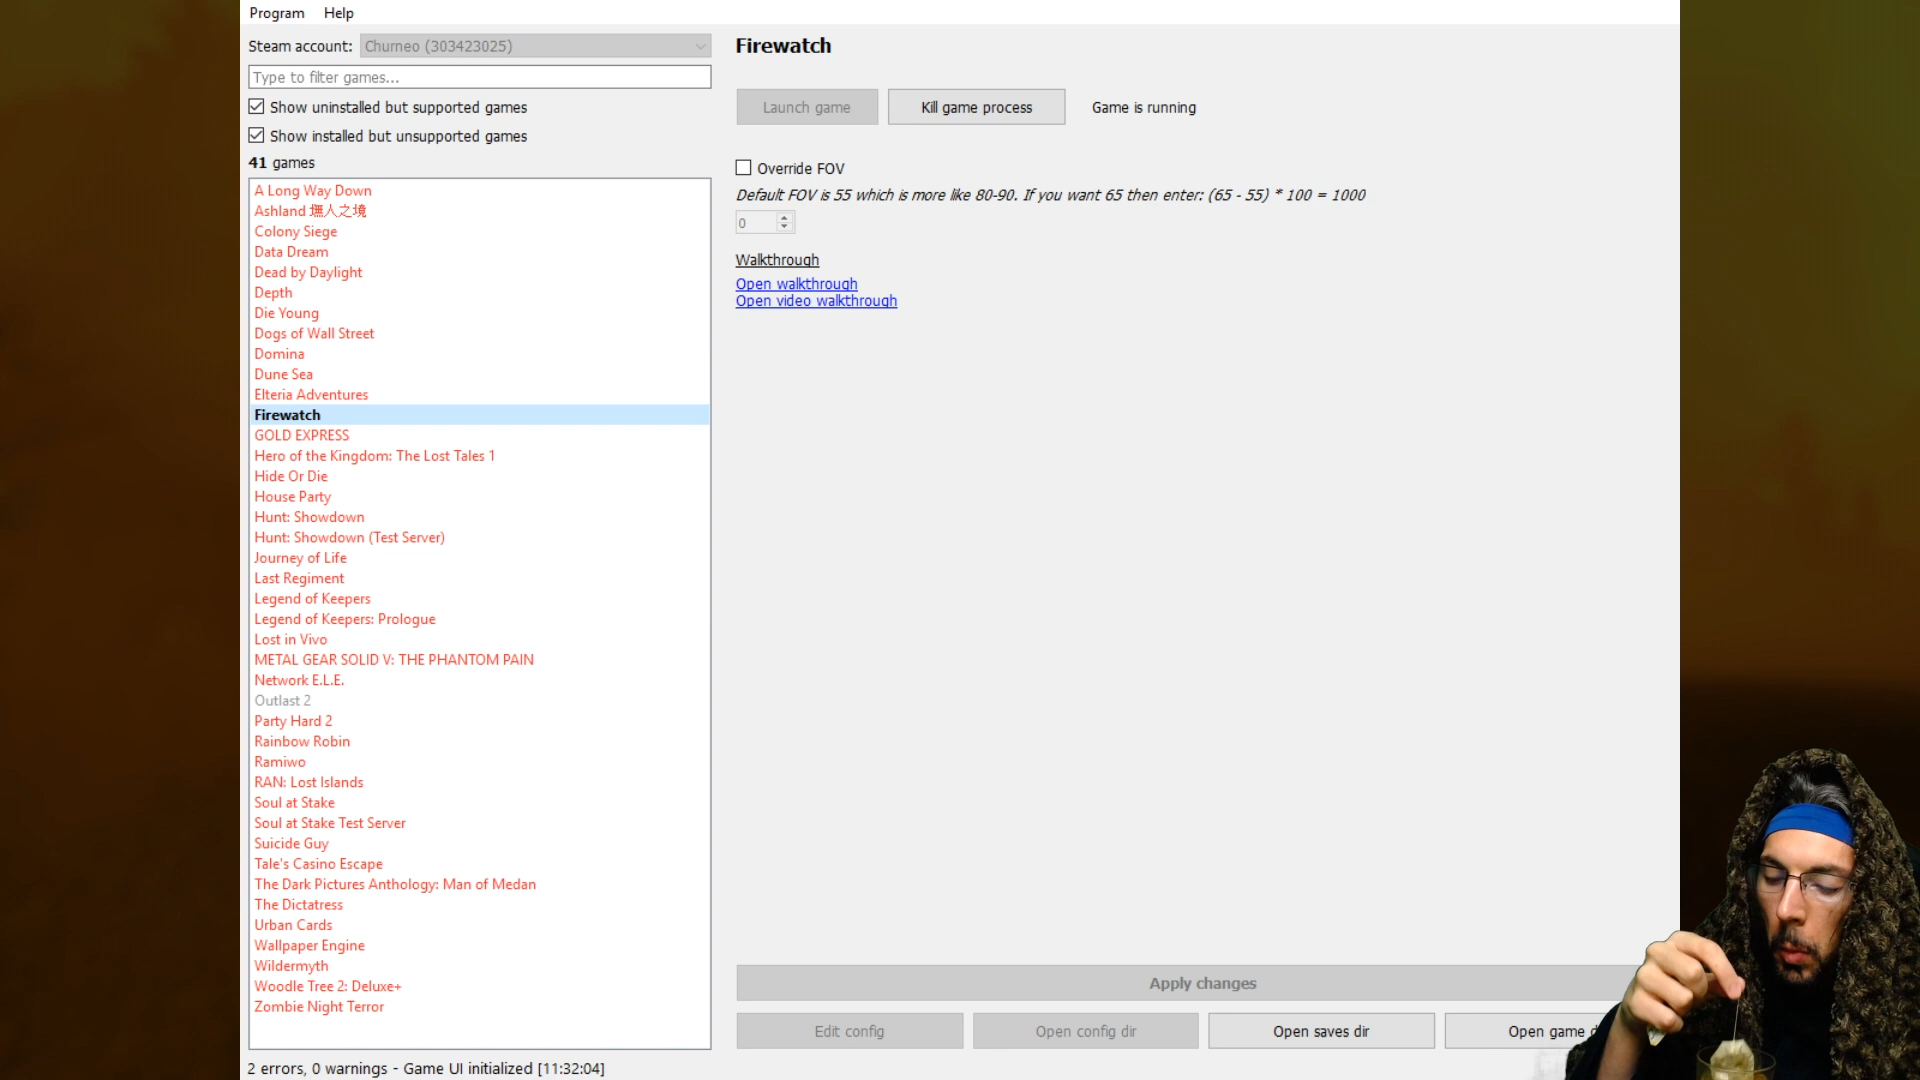 Program Help
Steam account: Churneo (303423025)
Type to filter games...
Show uninstalled but supported games
Show installed but unsupported games
41 games
A Long Way Down
Ashland 憮人之境
Colony Siege
Data Dream
Dead by Daylight
Depth
Die Young
Dogs of Wall Street
Domina
Dune Sea
Elteria Adventures
Firewatch
GOLD EXPRESS
Hero of the Kingdom: The Lost Tales 1
Hide Or Die
House Party
Hunt: Showdown
Hunt: Showdown (Test Server)
Journey of Life
Last Regiment
Legend of Keepers
Legend of Keepers: Prologue
Lost in Vivo
METAL GEAR SOLID V: THE PHANTOM PAIN
Network E.L.E.
Outlast 2
Party Hard 2
Rainbow Robin
Ramiwo
RAN: Lost Islands
Soul at Stake
Soul at Stake Test Server
Suicide Guy
Tale's Casino Escape
The Dark Pictures Anthology: Man of Medan
The Dictatress
Urban Cards
Wallpaper Engine
Wildermyth
Woodle Tree 2: Deluxe+
Zombie Night Terror
2 errors, 0 warnings - Game UI initialized [11:32:04]
Firewatch
Launch game Kill game process Game is running
Override FOV
Default FOV is 55 which is more like 80-90. If you want 65 then enter: (65 - 55) * 100 = 1000
0
Walkthrough
Open walkthrough
Open video walkthrough
Apply changes
Edit config Open config dir Open saves dir Open game d